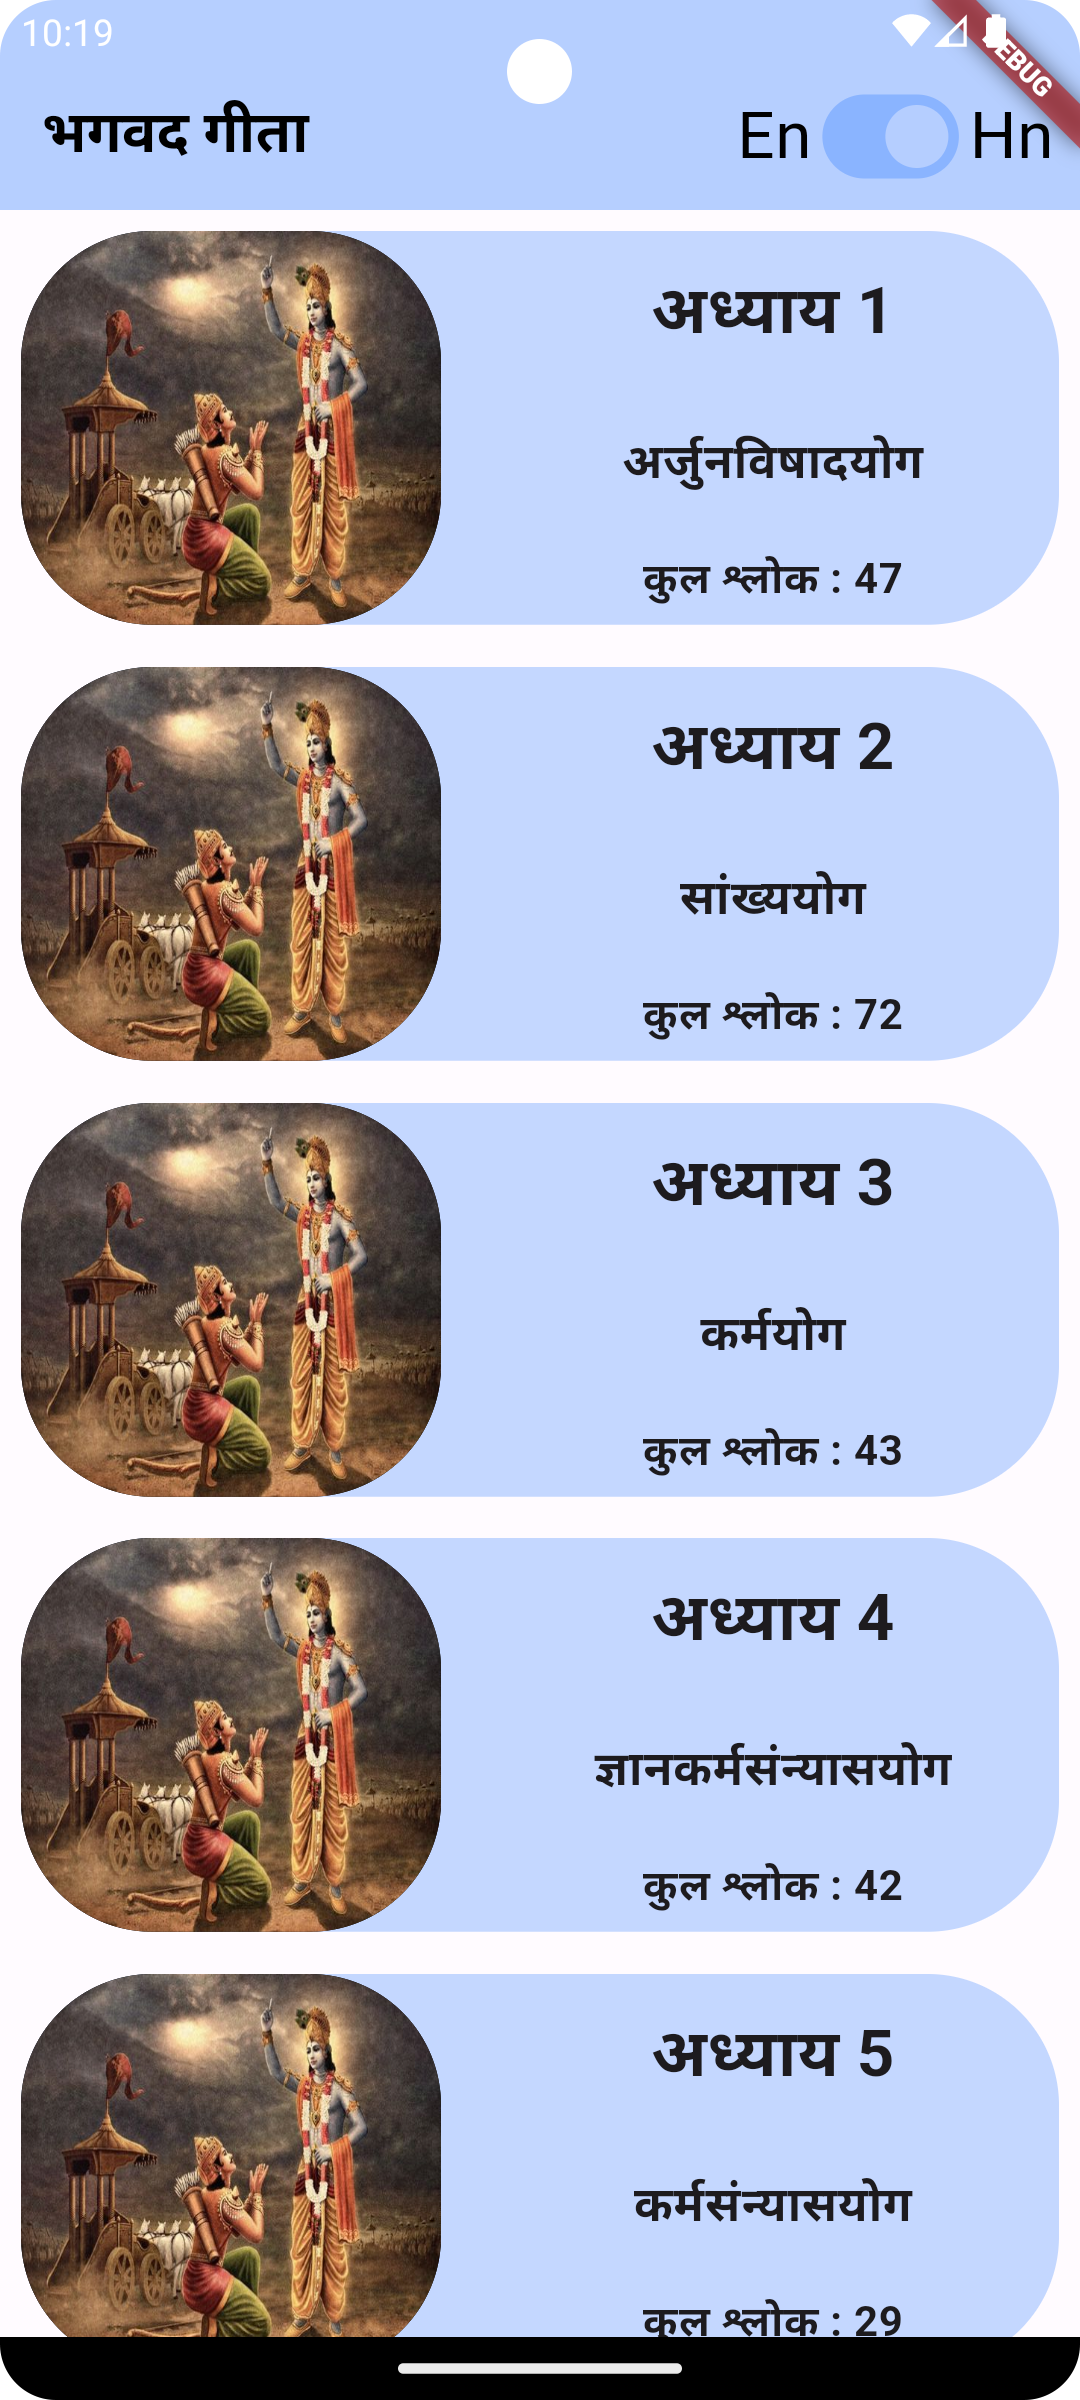 10:19
भगवद गीता
En Hn
अध्याय 1
अर्जुनविषादयोग
कुल श्लोक : 47
अध्याय 2
सांख्ययोग
कुल श्लोक : 72
अध्याय 3
कर्मयोग
कुल श्लोक : 43
अध्याय 4
ज्ञानकर्मसंन्यासयोग
कुल श्लोक : 42
अध्याय 5
कर्मसंन्यासयोग
कुल श्लोक : 29